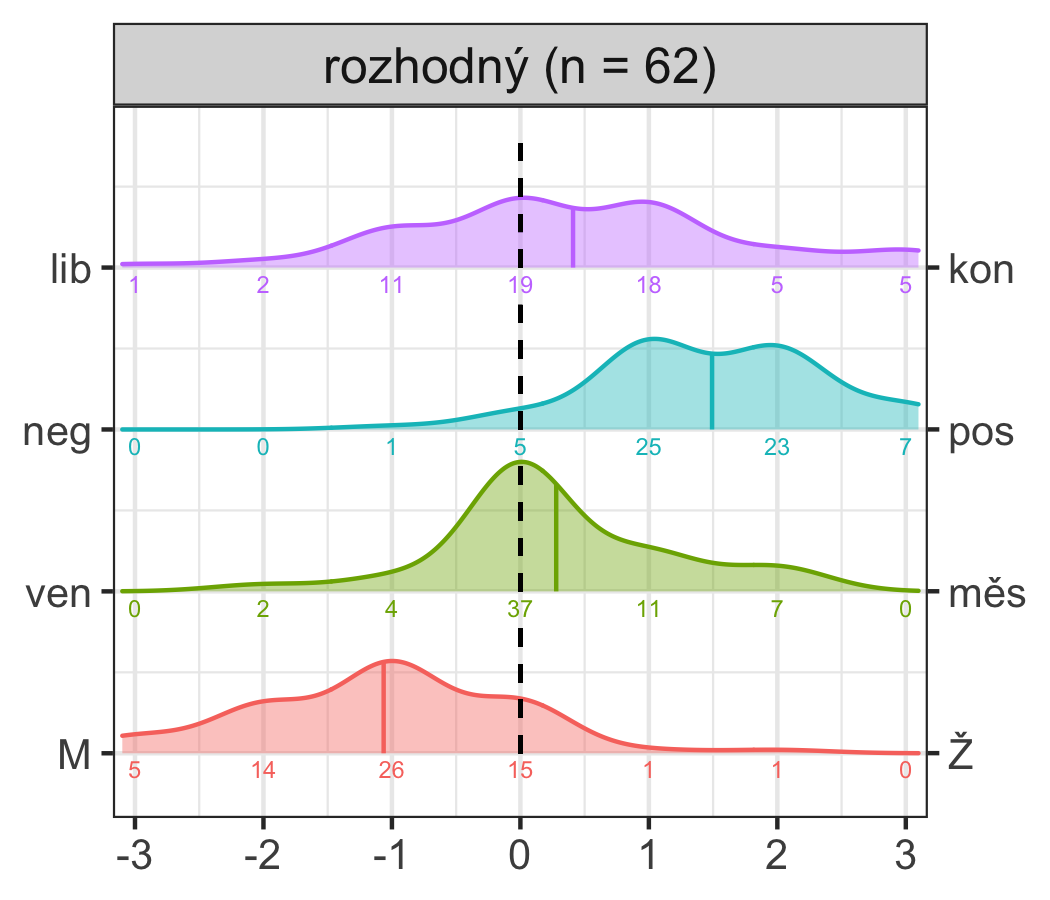 rozhodný (n = 62)
lib kon
1 2 11 19 18 5 5
neg pos
0 0 1 5 25 23 7
ven měs
0 2 4 37 11 7 0
M Ž
5 14 26 15 1 1 0
-3 -2 -1 0 1 2 3